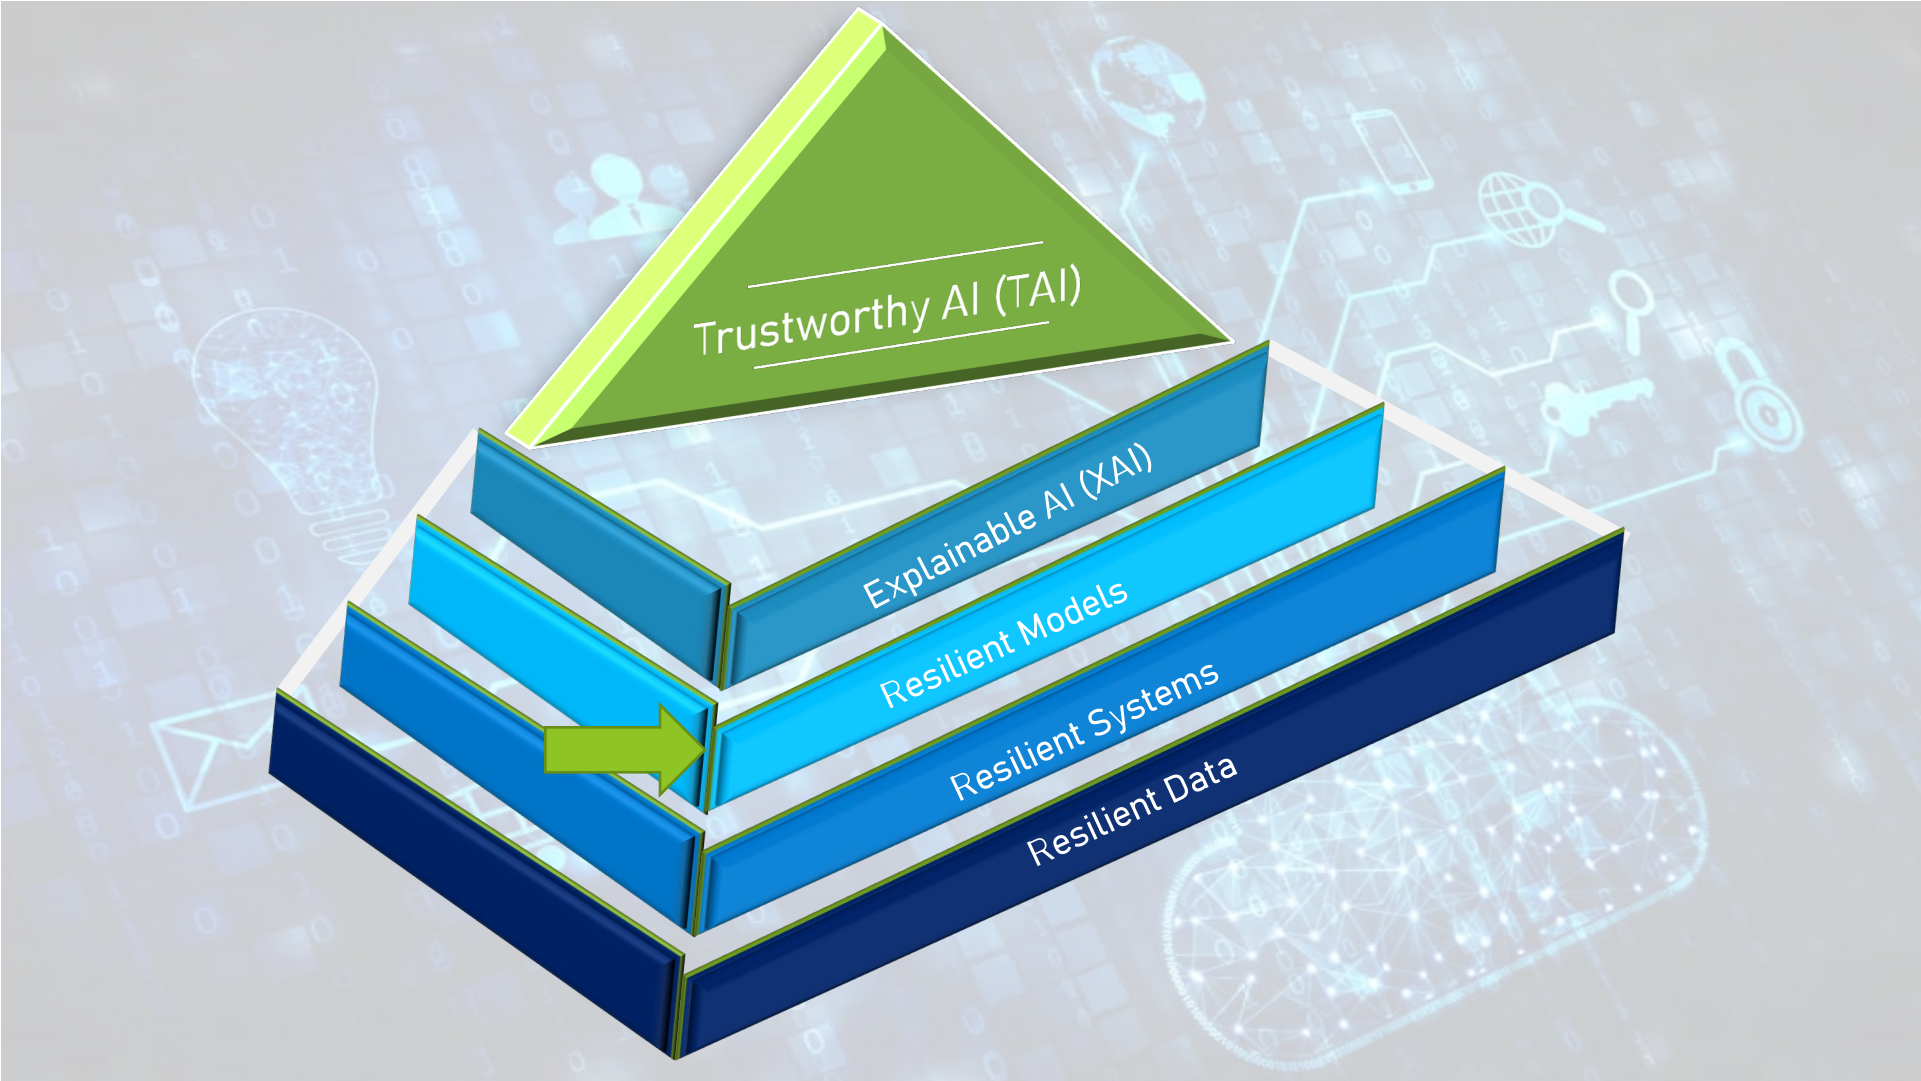 Trustworthy AI (TAI)
Explainable AI (XAI)
Resilient Models
Resilient Systems
Resilient Data